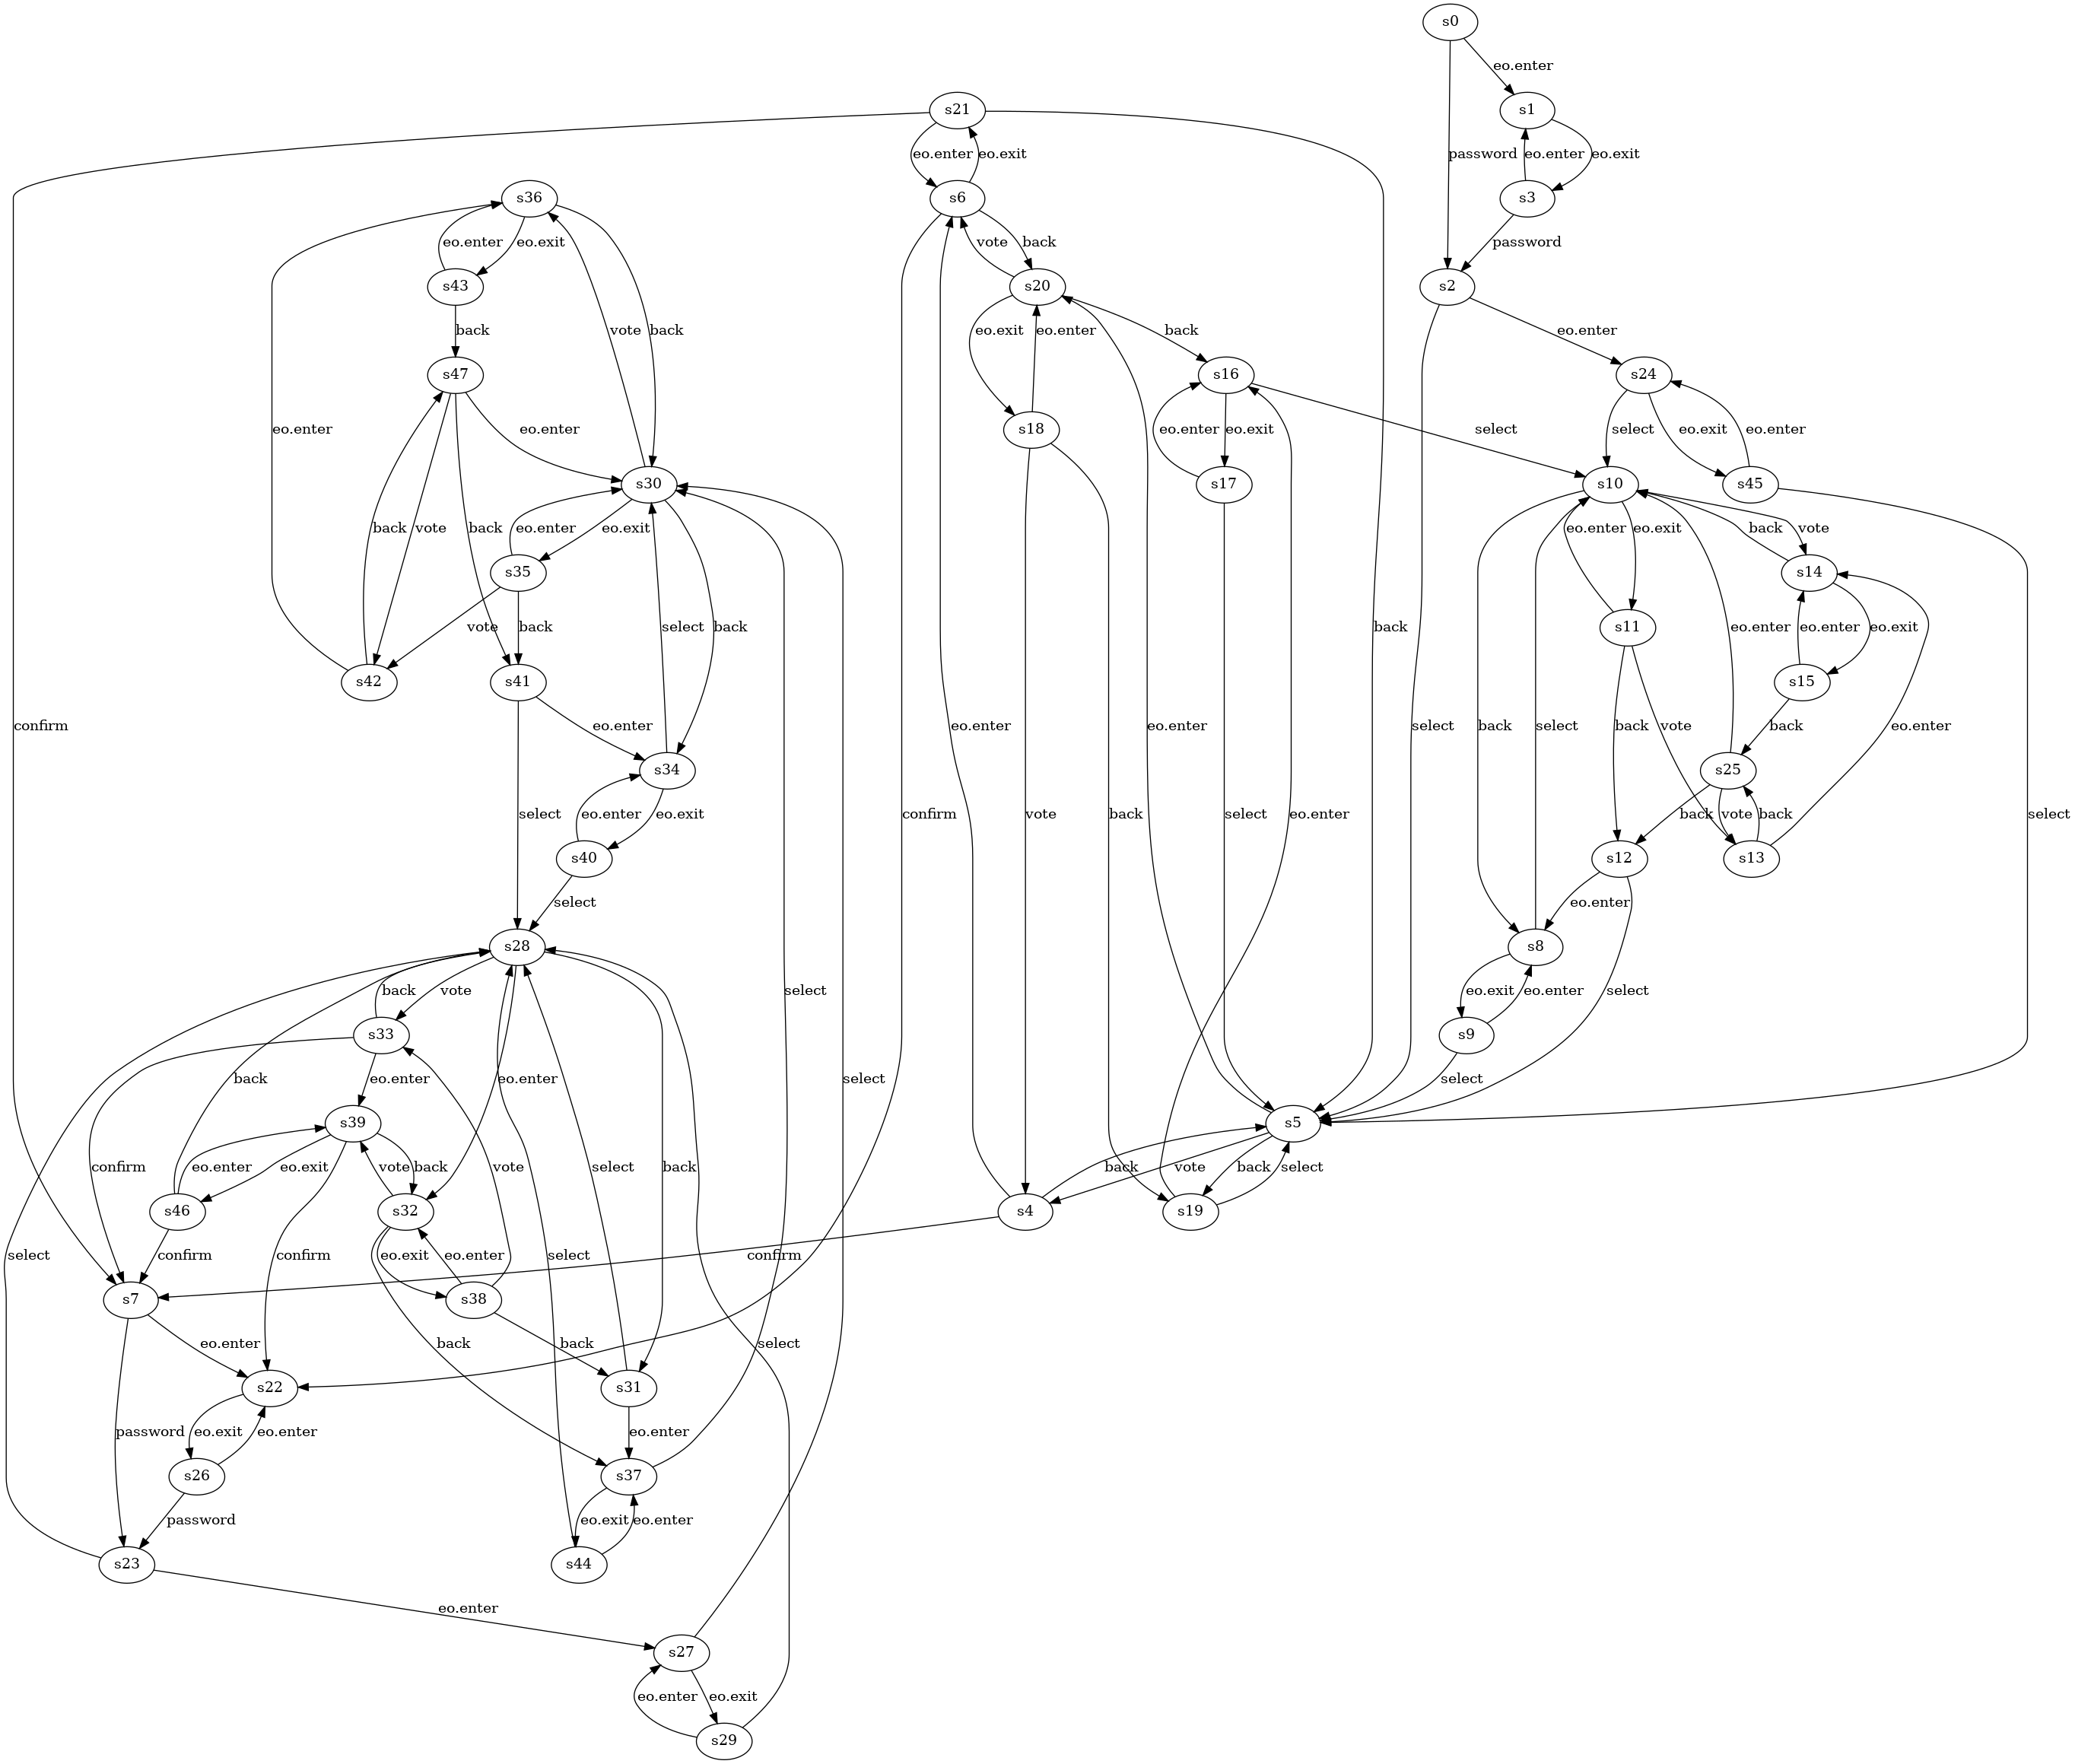 s0
eo.enter
s21
s1
password
eo.enter
eo.exit
eo.enter
eo.exit
s36
s6
s3
eo.enter
eo.exit
vote
back
password
s43
s20
s2
back
vote
back
eo.exit
eo.enter
back
eo.enter
s47
s16
s24
eo.enter
eo.enter
s18
eo.enter
eo.exit
select
select
eo.exit
eo.enter
s30
s17
s10
s45
back
vote
back
eo.enter
eo.exit
eo.enter
eo.exit
back
vote
s35
s14
vote
back
select
back
back
eo.enter
eo.exit
select
s11
s42
s41
s15
confirm
eo.enter
eo.enter
eo.enter
select
back
select
back
vote
back
eo.enter
s34
s25
select
eo.enter
eo.exit
confirm
vote
back
select
eo.enter
back
vote
back
select
s40
s12
s13
select
eo.enter
s28
s8
back
vote
select
eo.exit
eo.enter
select
s33
s9
back
eo.enter
eo.enter
select
s39
s5
confirm
eo.enter
eo.exit
vote
back
vote
select
back
back
vote
back
select
s46
s32
s4
s19
select
confirm
confirm
eo.exit
eo.enter
select
confirm
s7
s38
eo.enter
back
back
select
s22
s31
password
eo.exit
eo.enter
eo.enter
s26
s37
password
eo.exit
eo.enter
s23
s44
eo.enter
s27
eo.enter
eo.exit
s29